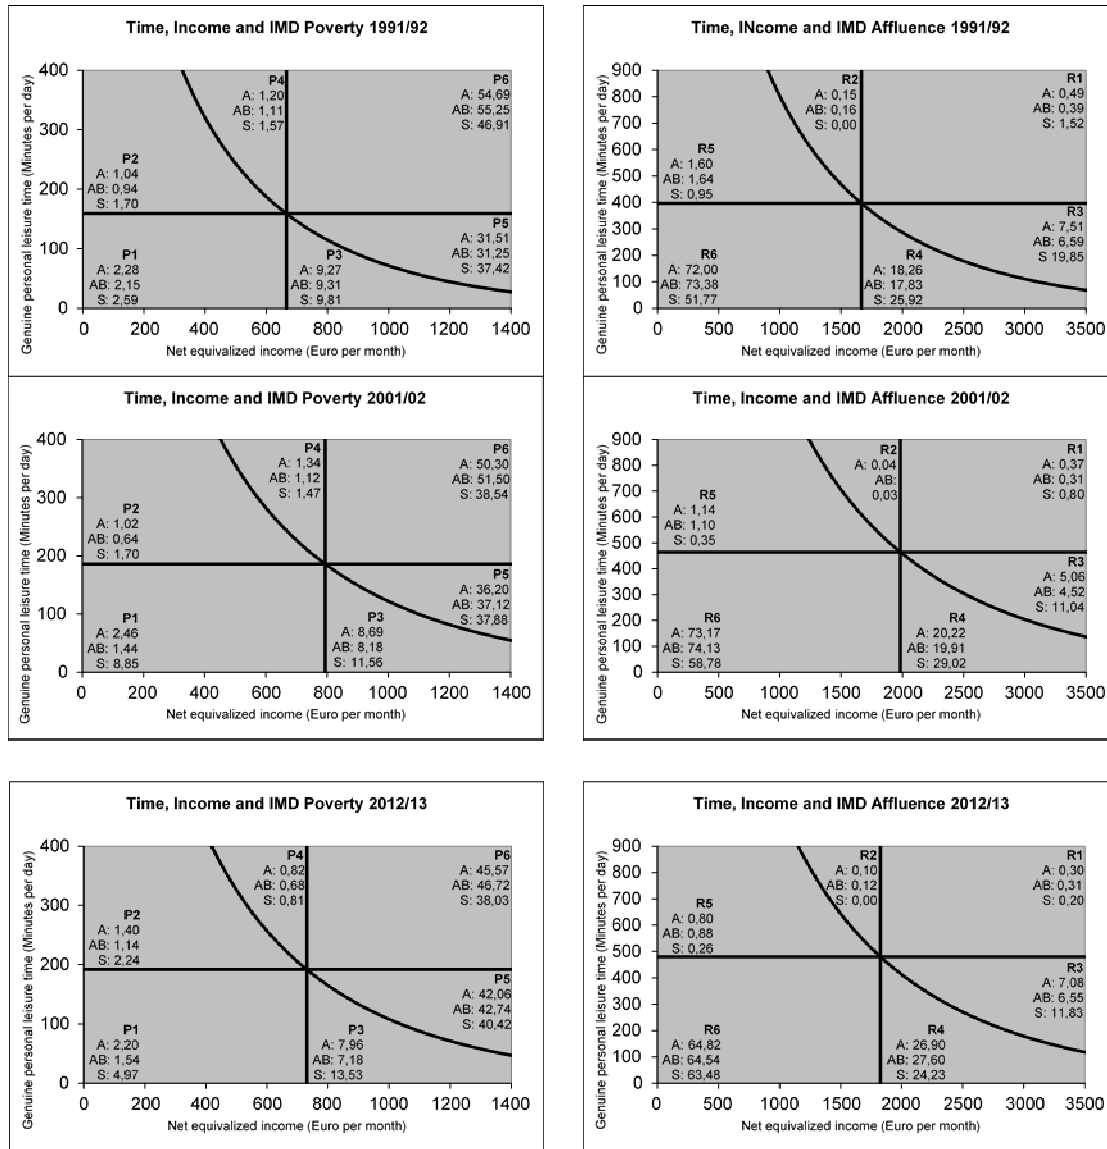 Time, Income and IMD Poverty 1991/92
Genuine personal leisure time (Minutes per day)
400
300
200
100
0
P4
A: 1,20
AB: 1,11
S: 1,57
P6
A: 54,69
AB: 55,25
S: 46,91
P2
A: 1,04
AB: 0,94
S: 1,70
P5
A: 31,51
AB: 31,25
S: 37,42
P1
A: 2,28
AB: 2,15
S: 2,59
P3
A: 9,27
AB: 9,31
S: 9,81
0 200 400 600 800 1000 1200 1400
Net equivalized income (Euro per month)
Time, INcome and IMD Affluence 1991/92
Genuine personal leisure time (Minutes per day)
900
800
700
600
500
400
300
200
100
0
R2
A: 0,15
AB: 0,16
S: 0,00
R1
A: 0,49
AB: 0,39
S: 1,52
R5
A: 1,60
AB: 1,64
S: 0,95
R3
A: 7,51
AB: 6,59
S 19,85
R6
A: 72,00
AB: 73,38
S: 51,77
R4
A: 18,26
AB: 17,83
S: 25,92
0 500 1000 1500 2000 2500 3000 3500
Net equivalized income (Euro per month)
Time, Income and IMD Poverty 2001/02
Genuine personal leisure time (Minutes per day)
400
300
200
100
0
P4
A: 1,34
AB: 1,12
S: 1,47
P6
A: 50,30
AB: 51,50
S: 38,54
P2
A: 1,02
AB: 0,64
S: 1,70
P5
A: 36,20
AB: 37,12
S: 37,88
P1
A: 2,46
AB: 1,44
S: 8,85
P3
A: 8,69
AB: 8,18
S: 11,56
0 200 400 600 800 1000 1200 1400
Net equivalized income (Euro per month)
Time, Income and IMD Affluence 2001/02
Genuine personal leisure time (Minutes per day)
900
800
700
600
500
400
300
200
100
0
R2
A: 0,04
AB:
0,03
R1
A: 0,37
AB: 0,31
S: 0,80
R5
A: 1,14
AB: 1,10
S: 0,35
R3
A: 5,06
AB: 4,52
S: 11,04
R6
A: 73,17
AB: 74,13
S: 58,78
R4
A: 20,22
AB: 19,91
S: 29,02
0 500 1000 1500 2000 2500 3000 3500
Net equivalized income (Euro per month)
Time, Income and IMD Poverty 2012/13
Genuine personal leisure time (Minutes per day)
400
300
200
100
0
P4
A: 0,82
AB: 0,68
S: 0,81
P6
A: 45,57
AB: 46,72
S: 38,03
P2
A: 1,40
AB: 1,14
S: 2,24
P5
A: 42,06
AB: 42,74
S: 40,42
P1
A: 2,20
AB: 1,54
S: 4,97
P3
A: 7,96
AB: 7,18
S: 13,53
0 200 400 600 800 1000 1200 1400
Net equivalized income (Euro per month)
Time, Income and IMD Affluence 2012/13
Genuine personal leisure time (Minutes per day)
900
800
700
600
500
400
300
200
100
0
R2
A: 0,10
AB: 0,12
S: 0,00
R1
A: 0,30
AB: 0,31
S: 0,20
R5
A: 0,80
AB: 0,88
S: 0,26
R3
A: 7,08
AB: 6,55
S: 11,83
R6
A: 64,82
AB: 64,54
S: 63,48
R4
A: 26,90
AB: 27,60
S: 24,23
0 500 1000 1500 2000 2500 3000 3500
Net equivalized income (Euro per month)